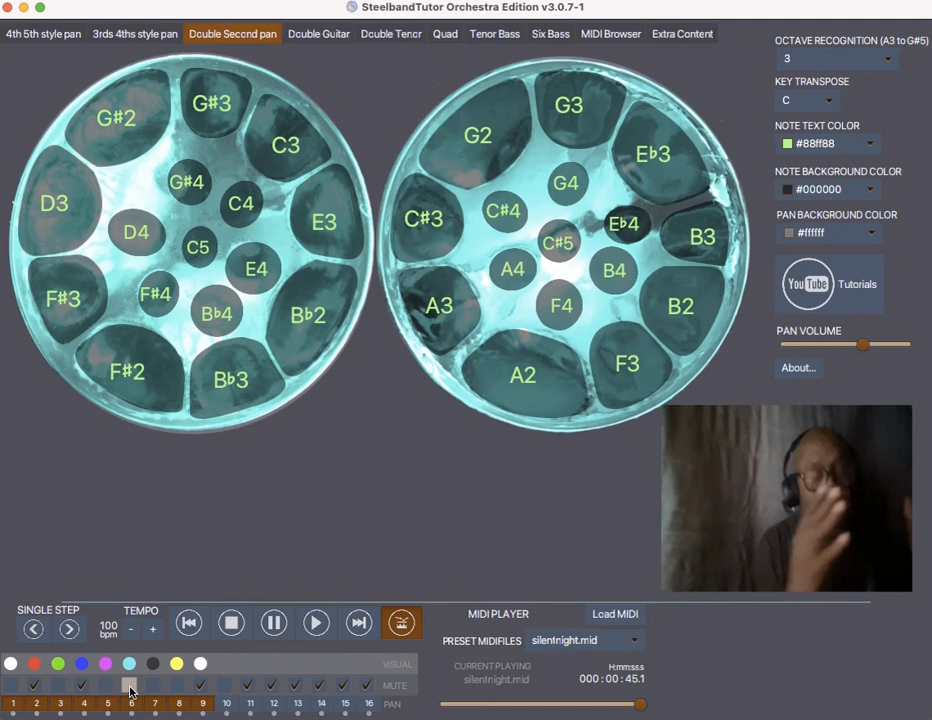 SteelbandTutor Orchestra Edition v3.0.7-1
4th 5th style pan 3rds 4ths style pan Double Second pan Double Guitar Double Tenor Quad Tenor Bass Six Bass MIDI Browser Extra Content
OCTAVE RECOGNITION (A3 to G#5)
3
KEY TRANSPOSE
C
NOTE TEXT COLOR
#88ff88
NOTE BACKGROUND COLOR
#000000
PAN BACKGROUND COLOR
#ffffff
You Tube Tutorials
PAN VOLUME
About...
G#2 G#3 C3
D3 G#4 C4 E3
D4 C5 E4
F#3 F#4 B♭4 B♭2
F#2 B♭3
G2 G3 E♭3
C#3 C#4 G4 E♭4 B3
C#5
A4 B4
A3 F4 B2
A2 F3
SINGLE STEP TEMPO
100
bpm - +
MIDI PLAYER Load MIDI
PRESET MIDIFILES silentnight.mid
CURRENT PLAYING H:mm:ss.s
silentnight.mid 000 : 00 : 45.1
VISUAL
MUTE
1 2 3 4 5 6 7 8 9 10 11 12 13 14 15 16 PAN